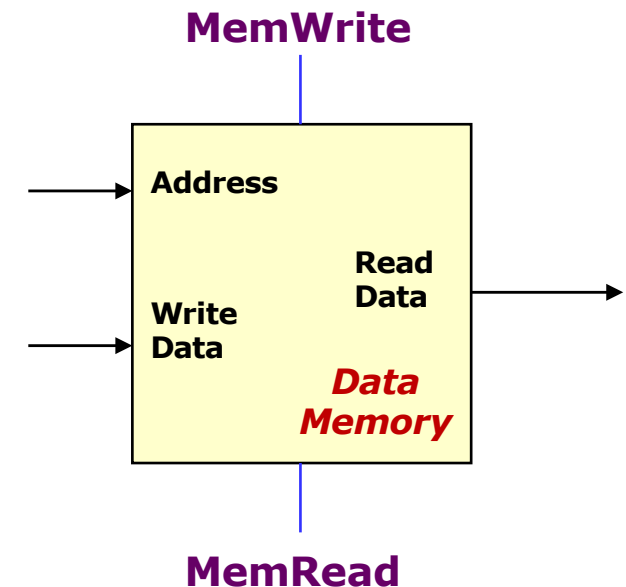 MemWrite
Address
Read
Data
Write
Data
Data
Memory
MemRead